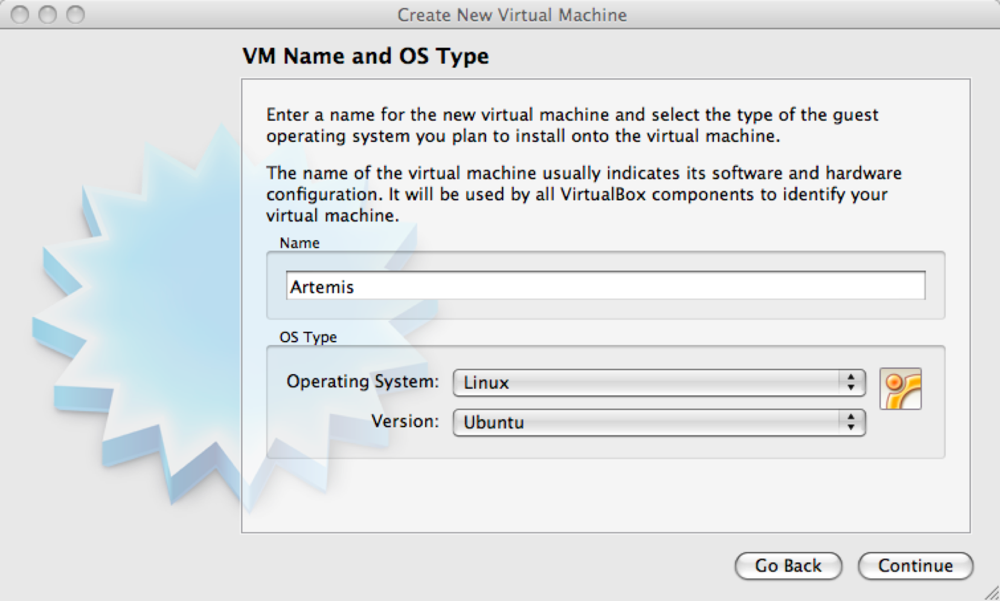 Create New Virtual Machine
VM Name and OS Type
Enter a name for the new virtual machine and select the type of the guest
operating system you plan to install onto the virtual machine.
The name of the virtual machine usually indicates its software and hardware
configuration. It will be used by all VirtualBox components to identify your
virtual machine.
Name
Artemis
OS Type
Operating System: Linux
Version: Ubuntu
Go Back Continue